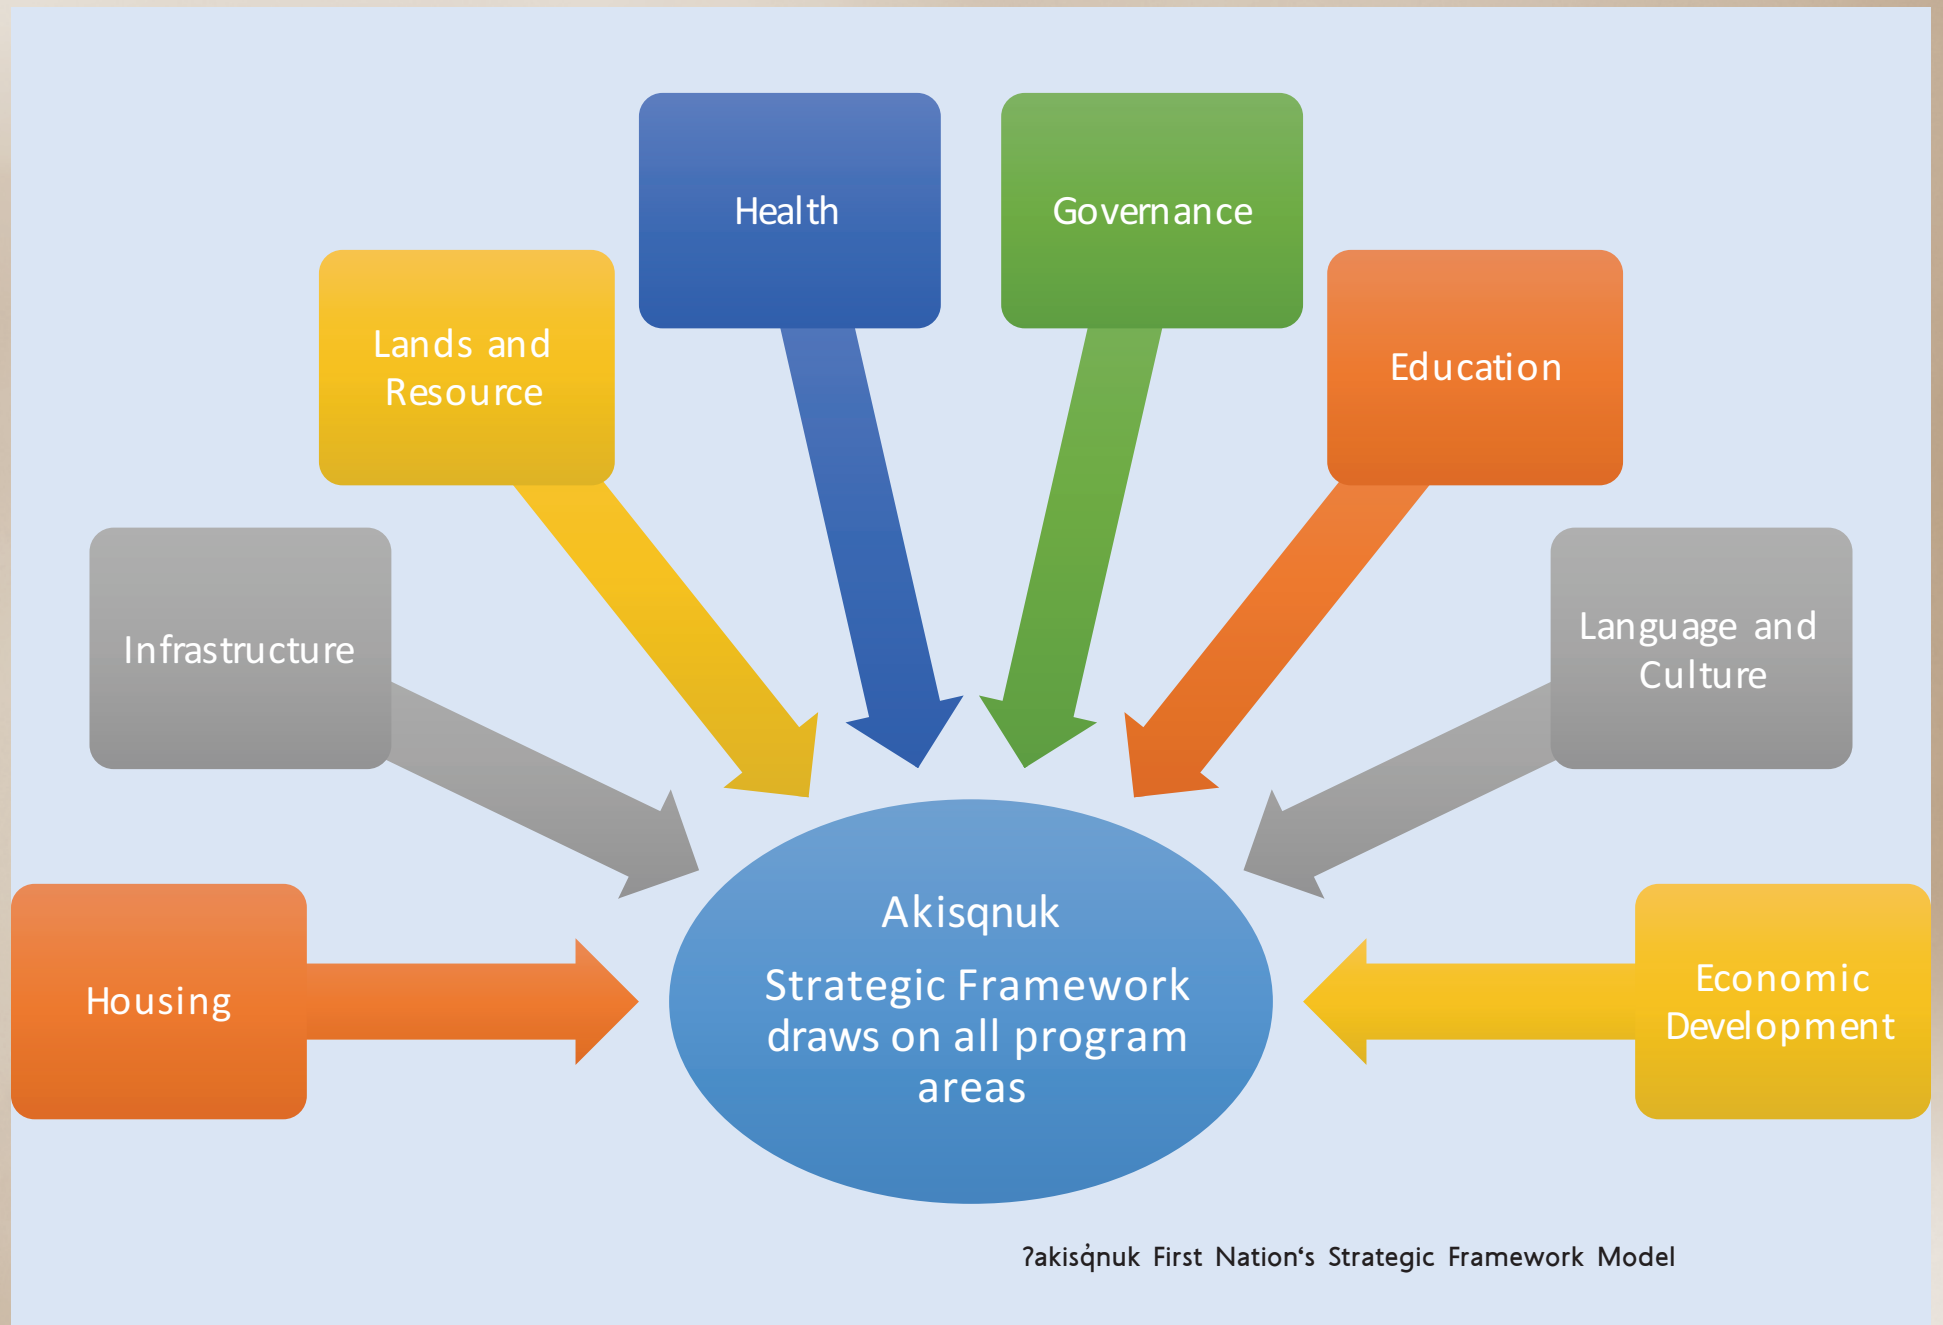 Health
Governance
Lands and
Resource
Education
Infrastructure
Language and
Culture
Housing
Akisqnuk
Strategic Framework
draws on all program
areas
Economic
Development
?akisq̓nuk First Nation‘s Strategic Framework Model